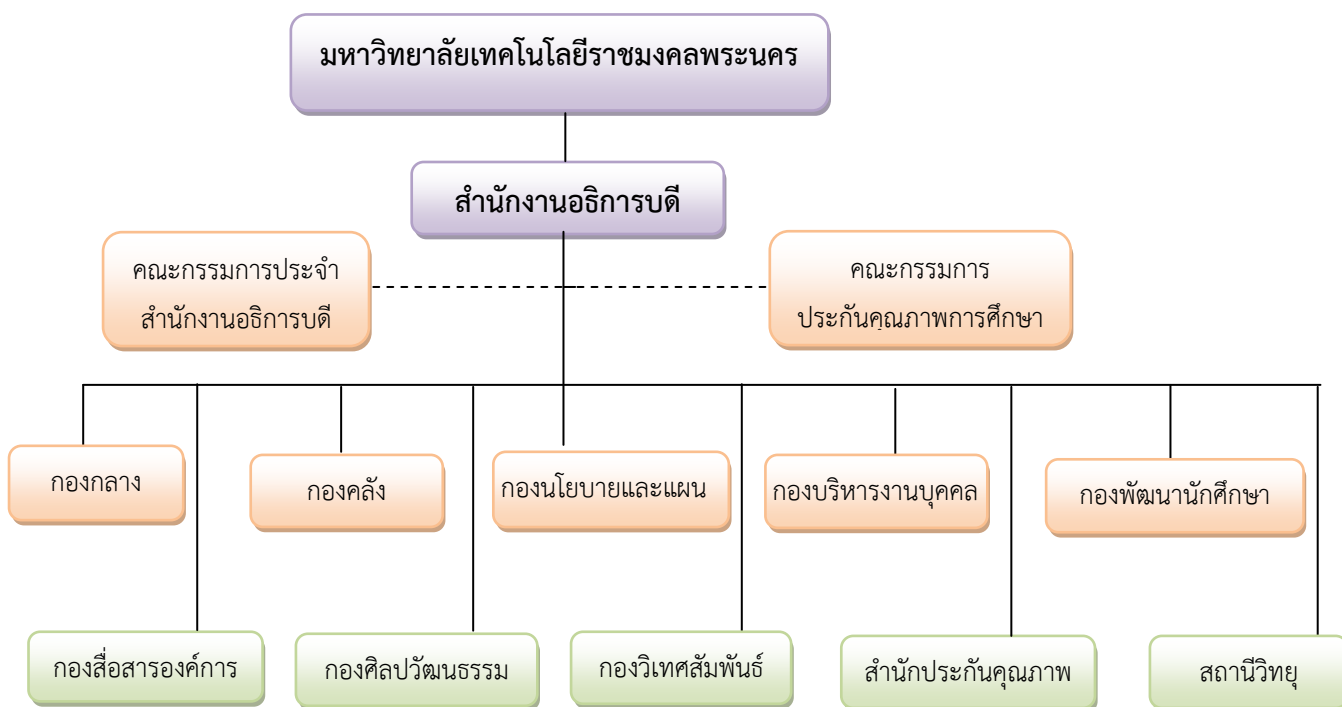 มหาวิทยาลัยเทคโนโลยีราชมงคลพระนคร
สำนักงานอธิการบดี
คณะกรรมการประจำ
สำนักงานอธิการบดี
คณะกรรมการ
ประกันคุณภาพการศึกษา
กองกลาง
กองคลัง
กองนโยบายและแผน
กองบริหารงานบุคคล
กองพัฒนานักศึกษา
กองสื่อสารองค์การ
กองศิลปวัฒนธรรม
กองวิเทศสัมพันธ์
สำนักประกันคุณภาพ
สถานีวิทยุ